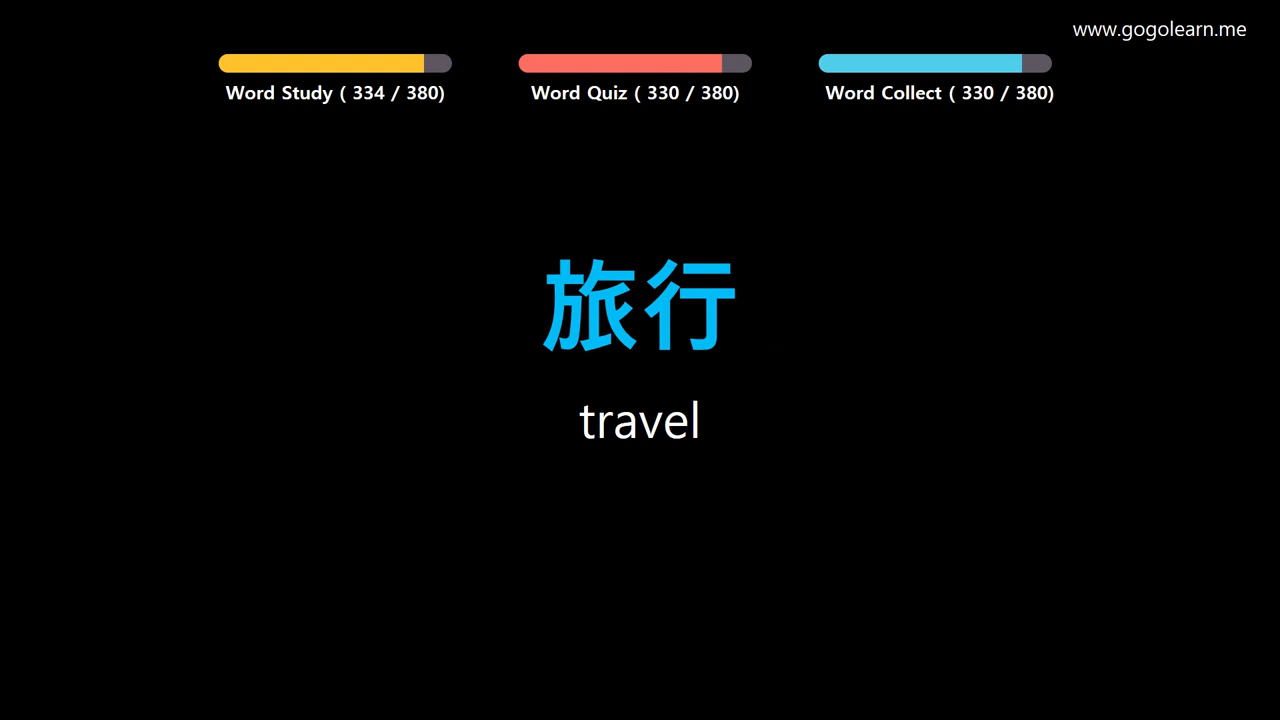 www.gogolearn.me
Word Study ( 334 / 380)
Word Quiz ( 330 / 380)
Word Collect ( 330 / 380)
旅行
travel